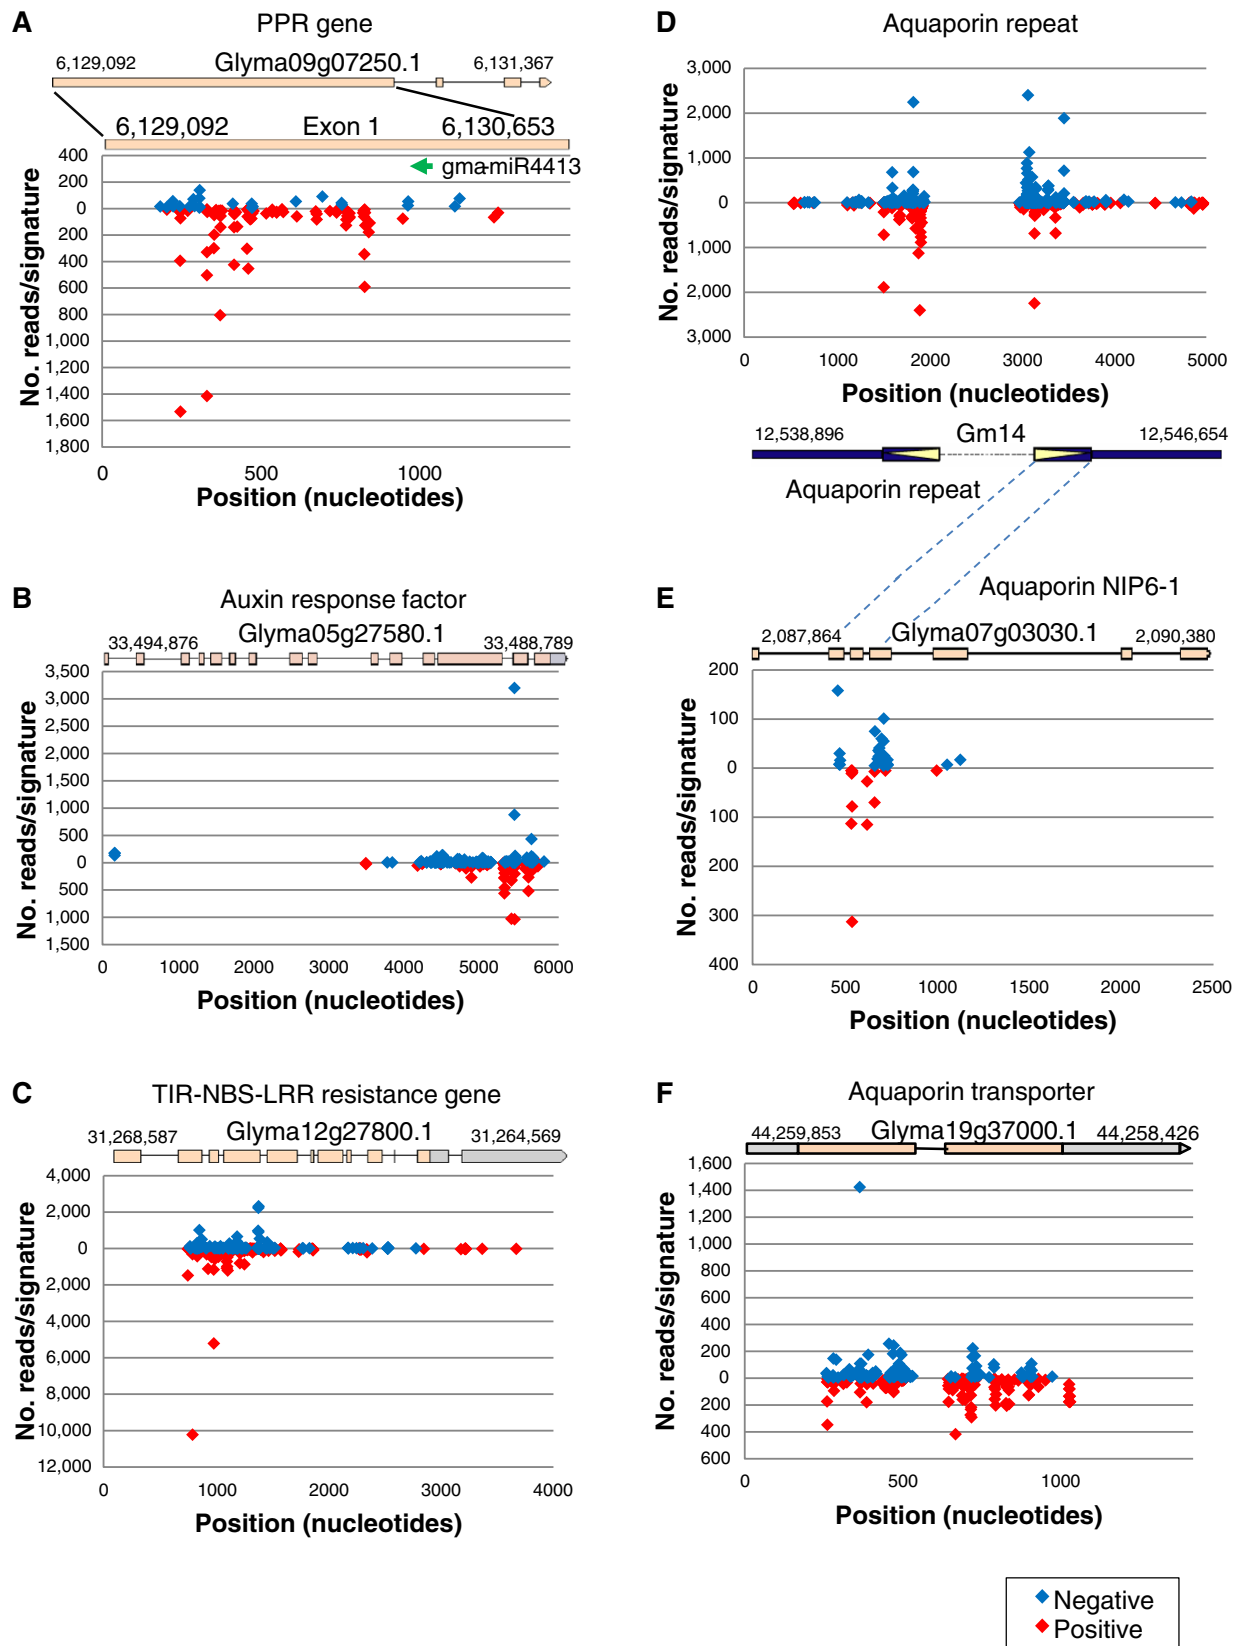 A
PPR gene
6,129,092
Glyma09g07250.1
6,131,367
6,129,092
Exon 1
6,130,653
gma-miR4413
No. reads/signature
400
200
0
200
400
600
800
1,000
1,200
1,400
1,600
1,800
0
500
1000
Position (nucleotides)
B
Auxin response factor
33,494,876
Glyma05g27580.1
33,488,789
No. reads/signature
3,500
3,000
2,500
2,000
1,500
1,000
500
0
500
1,000
1,500
0
1000
2000
3000
4000
5000
6000
Position (nucleotides)
C
TIR-NBS-LRR resistance gene
31,268,587
Glyma12g27800.1
31,264,569
No. reads/signature
4,000
2,000
0
2,000
4,000
6,000
8,000
10,000
12,000
0
1000
2000
3000
4000
Position (nucleotides)
D
Aquaporin repeat
No. reads/signature
3,000
2,000
1,000
0
1,000
2,000
3,000
0
1000
2000
3000
4000
5000
Position (nucleotides)
12,538,896
Gm14
12,546,654
Aquaporin repeat
E
Aquaporin NIP6-1
2,087,864
Glyma07g03030.1
2,090,380
No. reads/signature
200
100
0
100
200
300
400
0
500
1000
1500
2000
2500
Position (nucleotides)
F
Aquaporin transporter
44,259,853
Glyma19g37000.1
44,258,426
No. reads/signature
1,600
1,400
1,200
1,000
800
600
400
200
0
200
400
600
0
500
1000
Position (nucleotides)
Negative
Positive